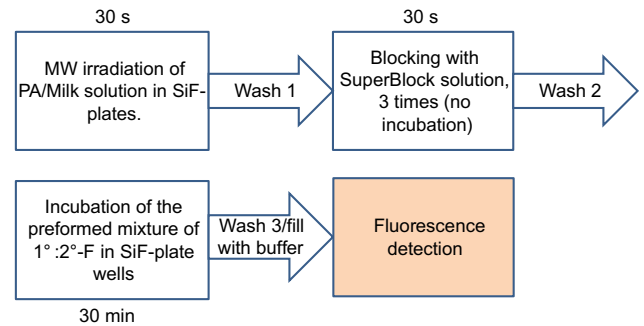 30 s
MW irradiation of
PA/Milk solution in SiF-
plates.
Wash 1
30 s
Blocking with
SuperBlock solution,
3 times (no
incubation)
Wash 2
Incubation of the
preformed mixture of
1° :2°-F in SiF-plate
wells
30 min
Wash 3/fill
with buffer
Fluorescence
detection